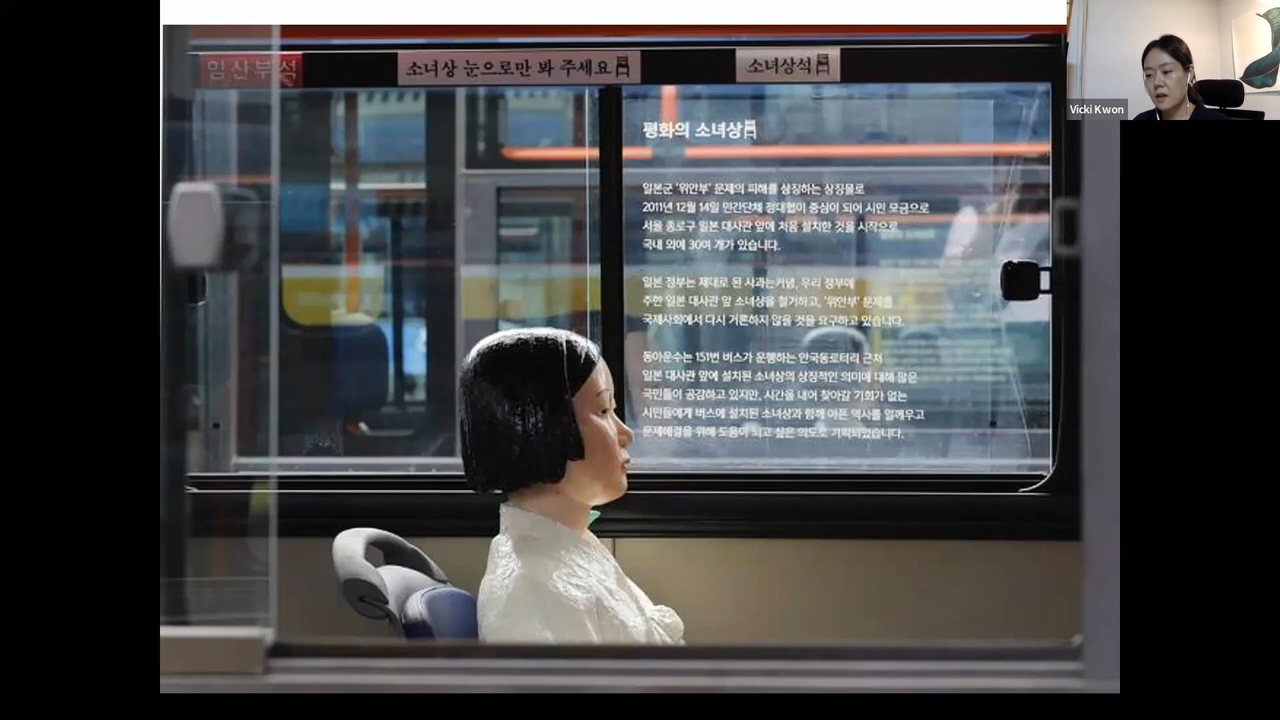 임산부석
소녀상 눈으로만 봐 주세요
소녀상석
Vicki Kwon
평화의 소녀상
일본군 '위안부' 문제의 피해를 상징하는 상징물로
2011년 12월 14일 민간단체 정대협이 중심이 되어 시민 모금으로
서울 종로구 일본 대사관 앞에 처음 설치한 것을 시작으로
국내 외에 30여 개가 있습니다.
일본 정부는 제대로 된 사과는커녕, 우리 정부에
주한 일본 대사관 앞 소녀상을 철거하고, '위안부' 문제를
국제사회에서 다시 거론하지 않을 것을 요구하고 있습니다.
동아운수는 151번 버스가 운행하는 안국동로터리 근처
일본 대사관 앞에 설치된 소녀상의 상징적인 의미에 대해 많은
국민들이 공감하고 있지만, 시간을 내어 찾아갈 기회가 없는
시민들에게 버스에 설치된 소녀상과 함께 아픈 역사를 일깨우고
문제해결을 위해 도움이 되고 싶은 의도로 기획되었습니다.